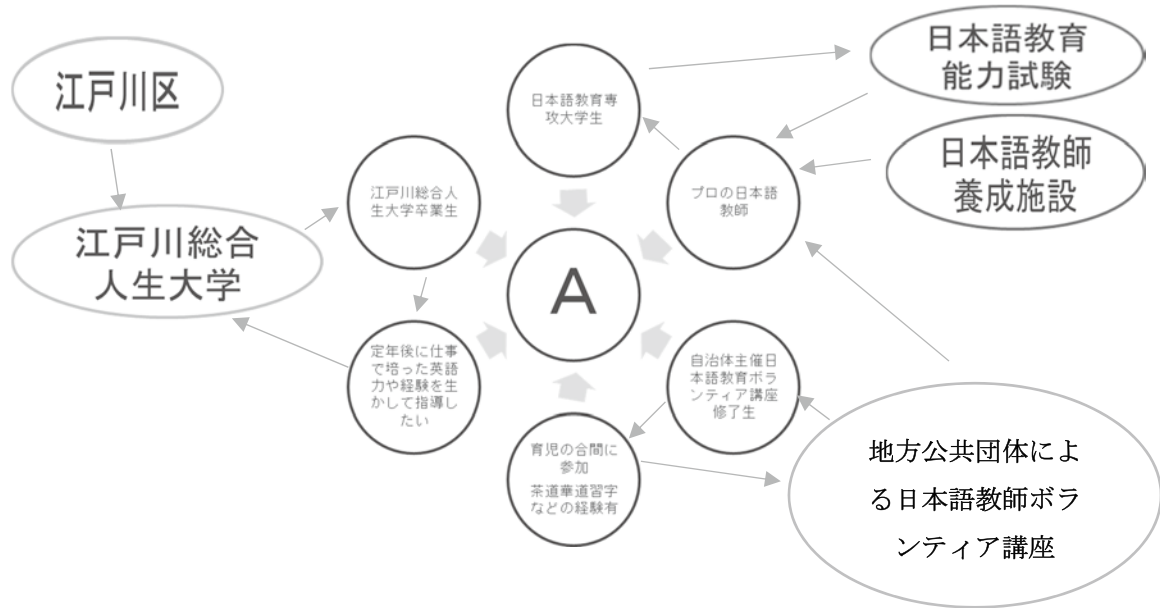 江戸川区
江戸川総合
人生大学
江戸川総合人
生大学卒業生
定年後に仕事
で培った英語
力や経験を生
かして指導し
たい
日本語教育専
攻大学生
A
育児の合間に
参加
茶道華道習字
などの経験有
プロの日本語
教師
自治体主催日
本語教育ボラ
ンティア講座
修了生
日本語教育
能力試験
日本語教師
養成施設
地方公共団体によ
る日本語教師ボラ
ンティア講座